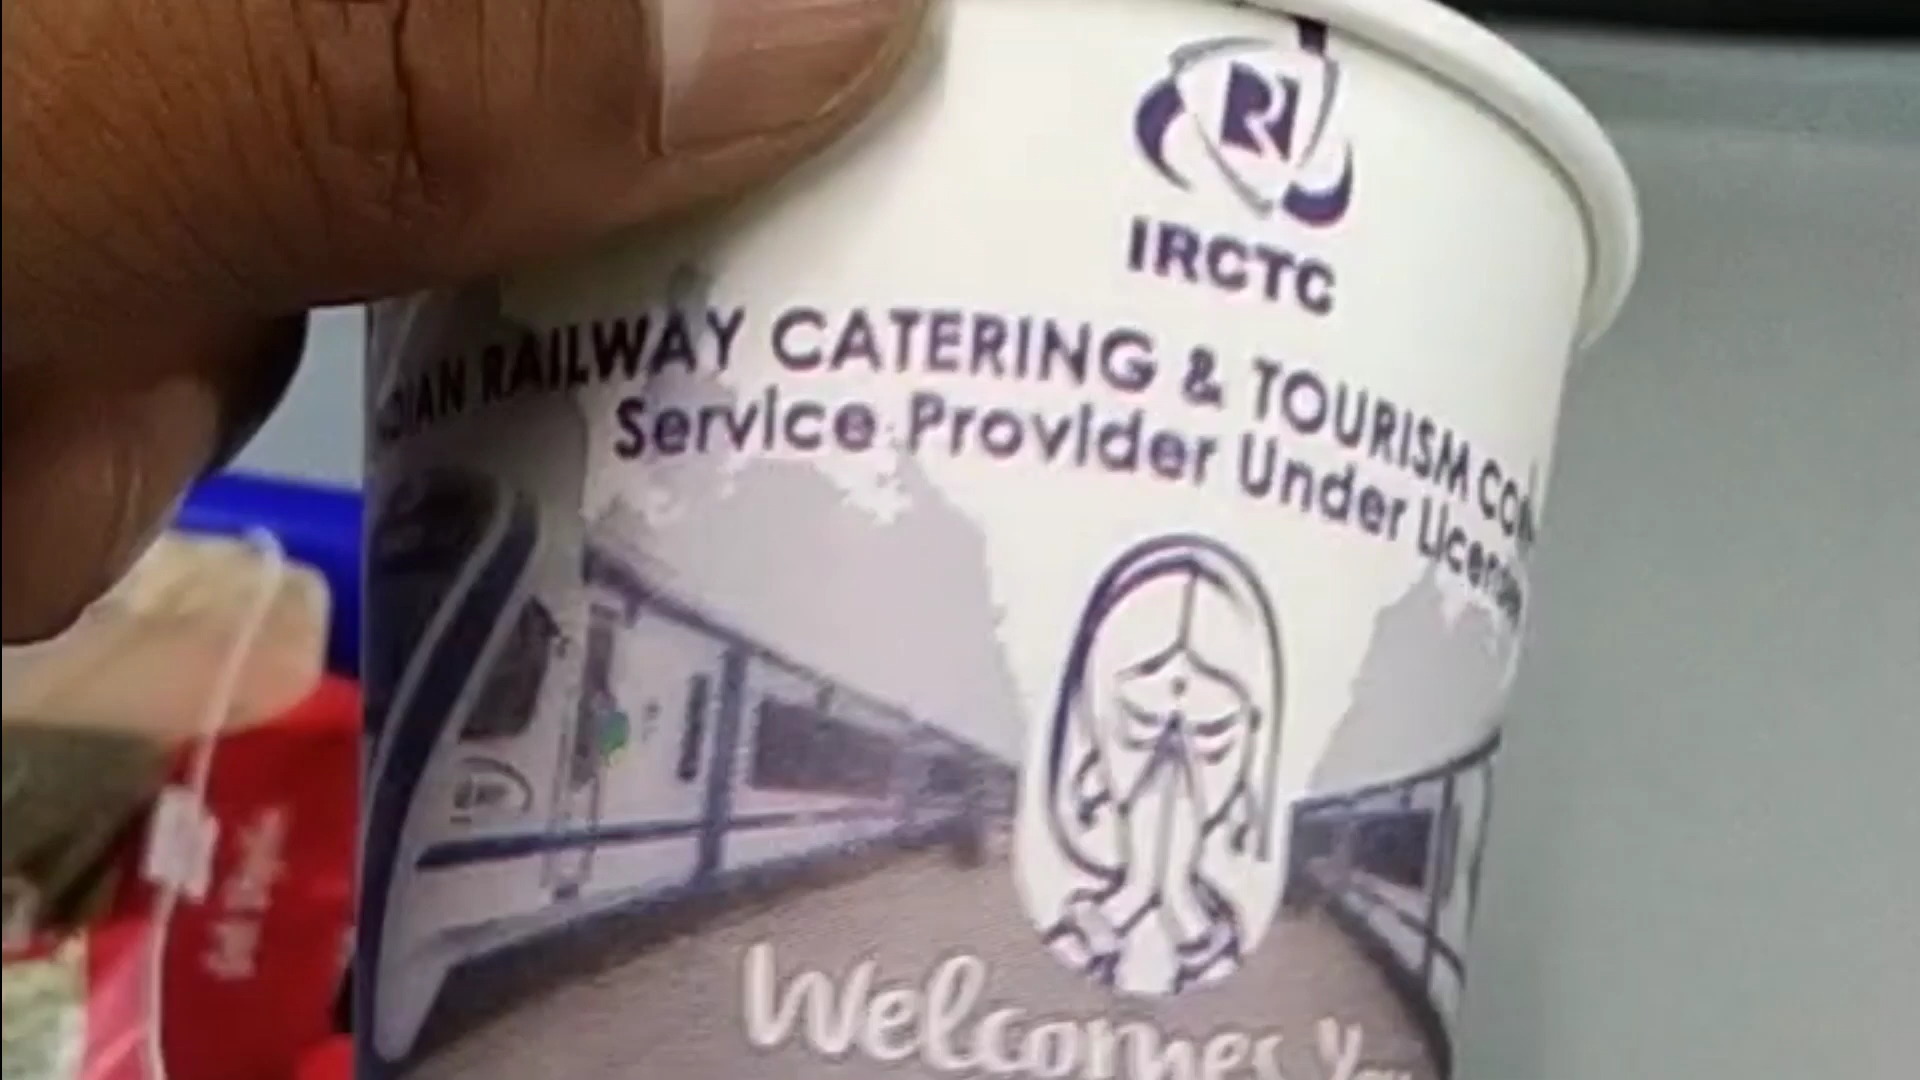 IRCTC
RAILWAY CATERING & TOURISM
Service Provider Under
Welcomes